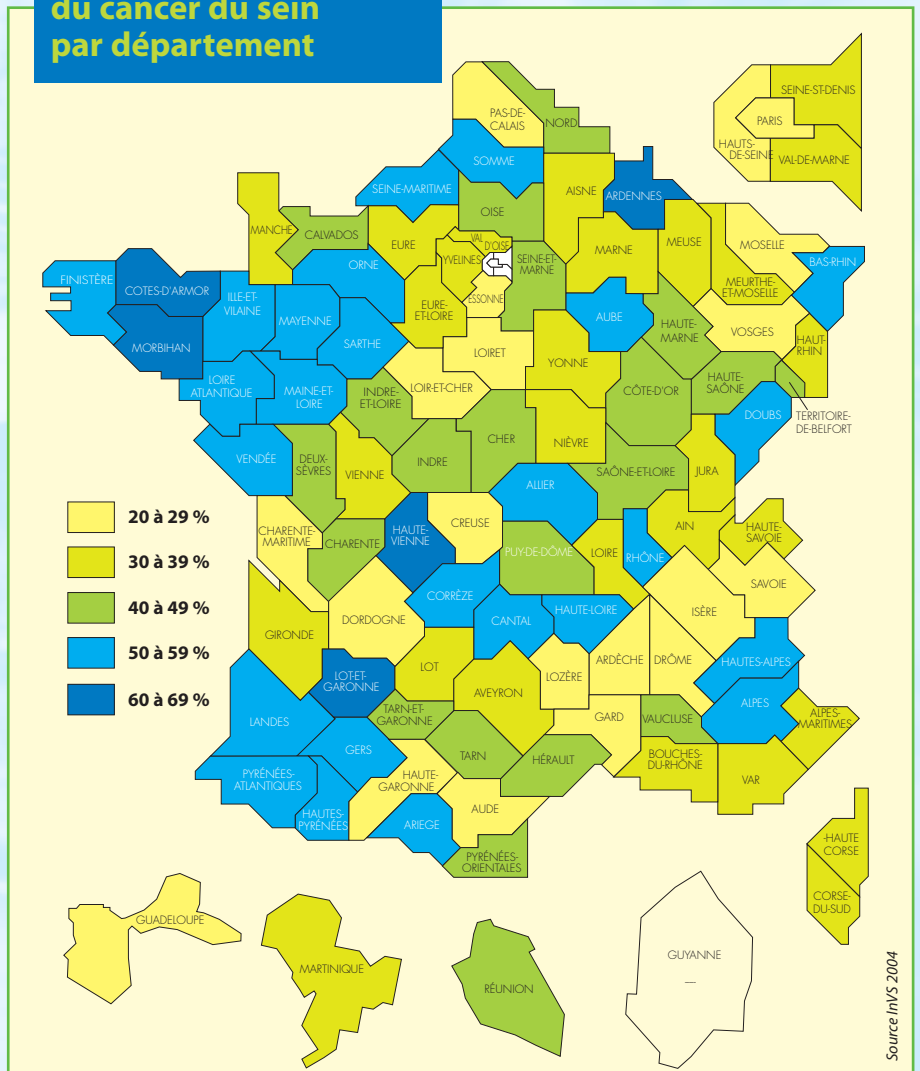 du cancer du sein
par département
PAS-DE-
CALAIS
NORD
SOMME
SEINE-MARITIME
OISE
AISNE
ARDENNES
SEINE-ST-DENIS
PARIS
HAUTS-
DE-SEINE
VAL-DE-MARNE
MANCHE
CALVADOS
EURE
VAL
D'OISE
YVELINES
ESSONNE
SEINE-ET-
MARNE
MARNE
MEUSE
MOSELLE
MEURTHE-
ET-MOSELLE
BAS-RHIN
FINISTÈRE
COTES-D'ARMOR
MORBIHAN
ILLE-ET-
VILAINE
ORNE
MAYENNE
SARTHE
EURE-
ET-LOIRE
LOIRET
AUBE
HAUTE-
MARNE
VOSGES
HAUT-
RHIN
LOIRE
ATLANTIQUE
MAINE-ET-
LOIRE
INDRE-
ET-LOIRE
LOIR-ET-CHER
YONNE
CÔTE-D'OR
HAUTE-
SAÔNE
TERRITOIRE-
DE-BELFORT
DOUBS
VENDÉE
DEUX-
SÈVRES
VIENNE
INDRE
CHER
NIÈVRE
SAÔNE-ET-LOIRE
JURA
ALLIER
20 à 29 %
30 à 39 %
40 à 49 %
50 à 59 %
60 à 69 %
CHARENTE-
MARITIME
CHARENTE
HAUTE-
VIENNE
CREUSE
PUY-DE-DÔME
LOIRE
RHÔNE
AIN
HAUTE-
SAVOIE
SAVOIE
ISÈRE
GIRONDE
DORDOGNE
CORRÈZE
CANTAL
HAUTE-LOIRE
ARDÈCHE
DRÔME
HAUTES-ALPES
LOT-ET-
GARONNE
LOT
AVEYRON
LOZÈRE
ALPES
ALPES-
MARITIMES
LANDES
TARN-ET-
GARONNE
TARN
GARD
VAUCLUSE
BOUCHES-
DU-RHÔNE
VAR
GERS
HAUTE-
GARONNE
HÉRAULT
PYRÉNÉES-
ATLANTIQUES
HAUTES-
PYRÉNÉES
ARIEGE
AUDE
PYRÉNÉES-
ORIENTALES
-HAUTE
CORSE
CORSE-
DU-SUD
GUADELOUPE
MARTINIQUE
RÉUNION
GUYANNE
—
Source InVS 2004